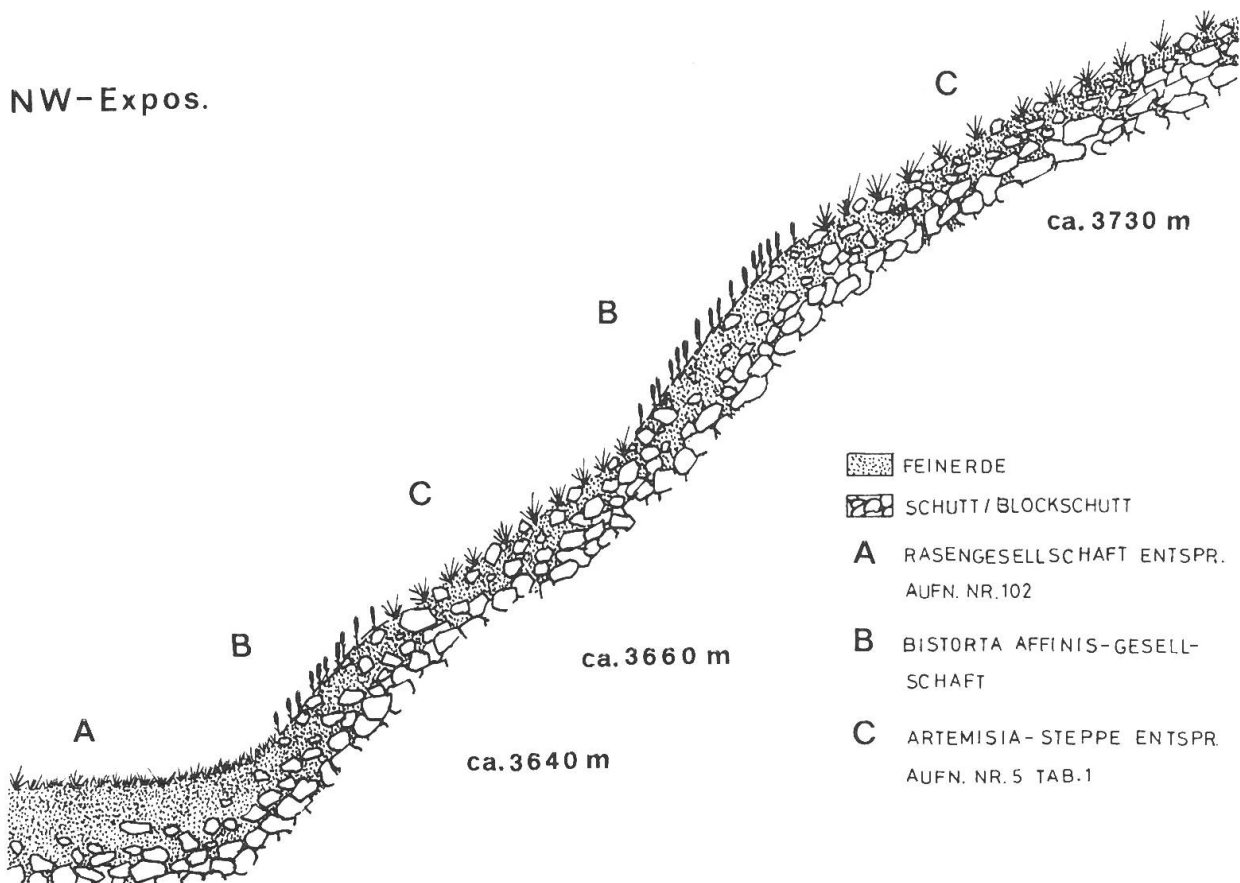 NW-Expos.
C
ca. 3730 m
B
C
B
ca. 3660 m
A
ca. 3640 m
FEINERDE
SCHUTT/BLOCKSCHUTT
A RASENGESELLSCHAFT ENTSPR.
AUFN. NR. 102
B BISTORTA AFFINIS-GESELL-
SCHAFT
C ARTEMISIA-STEPPE ENTSPR.
AUFN. NR. 5 TAB. 1